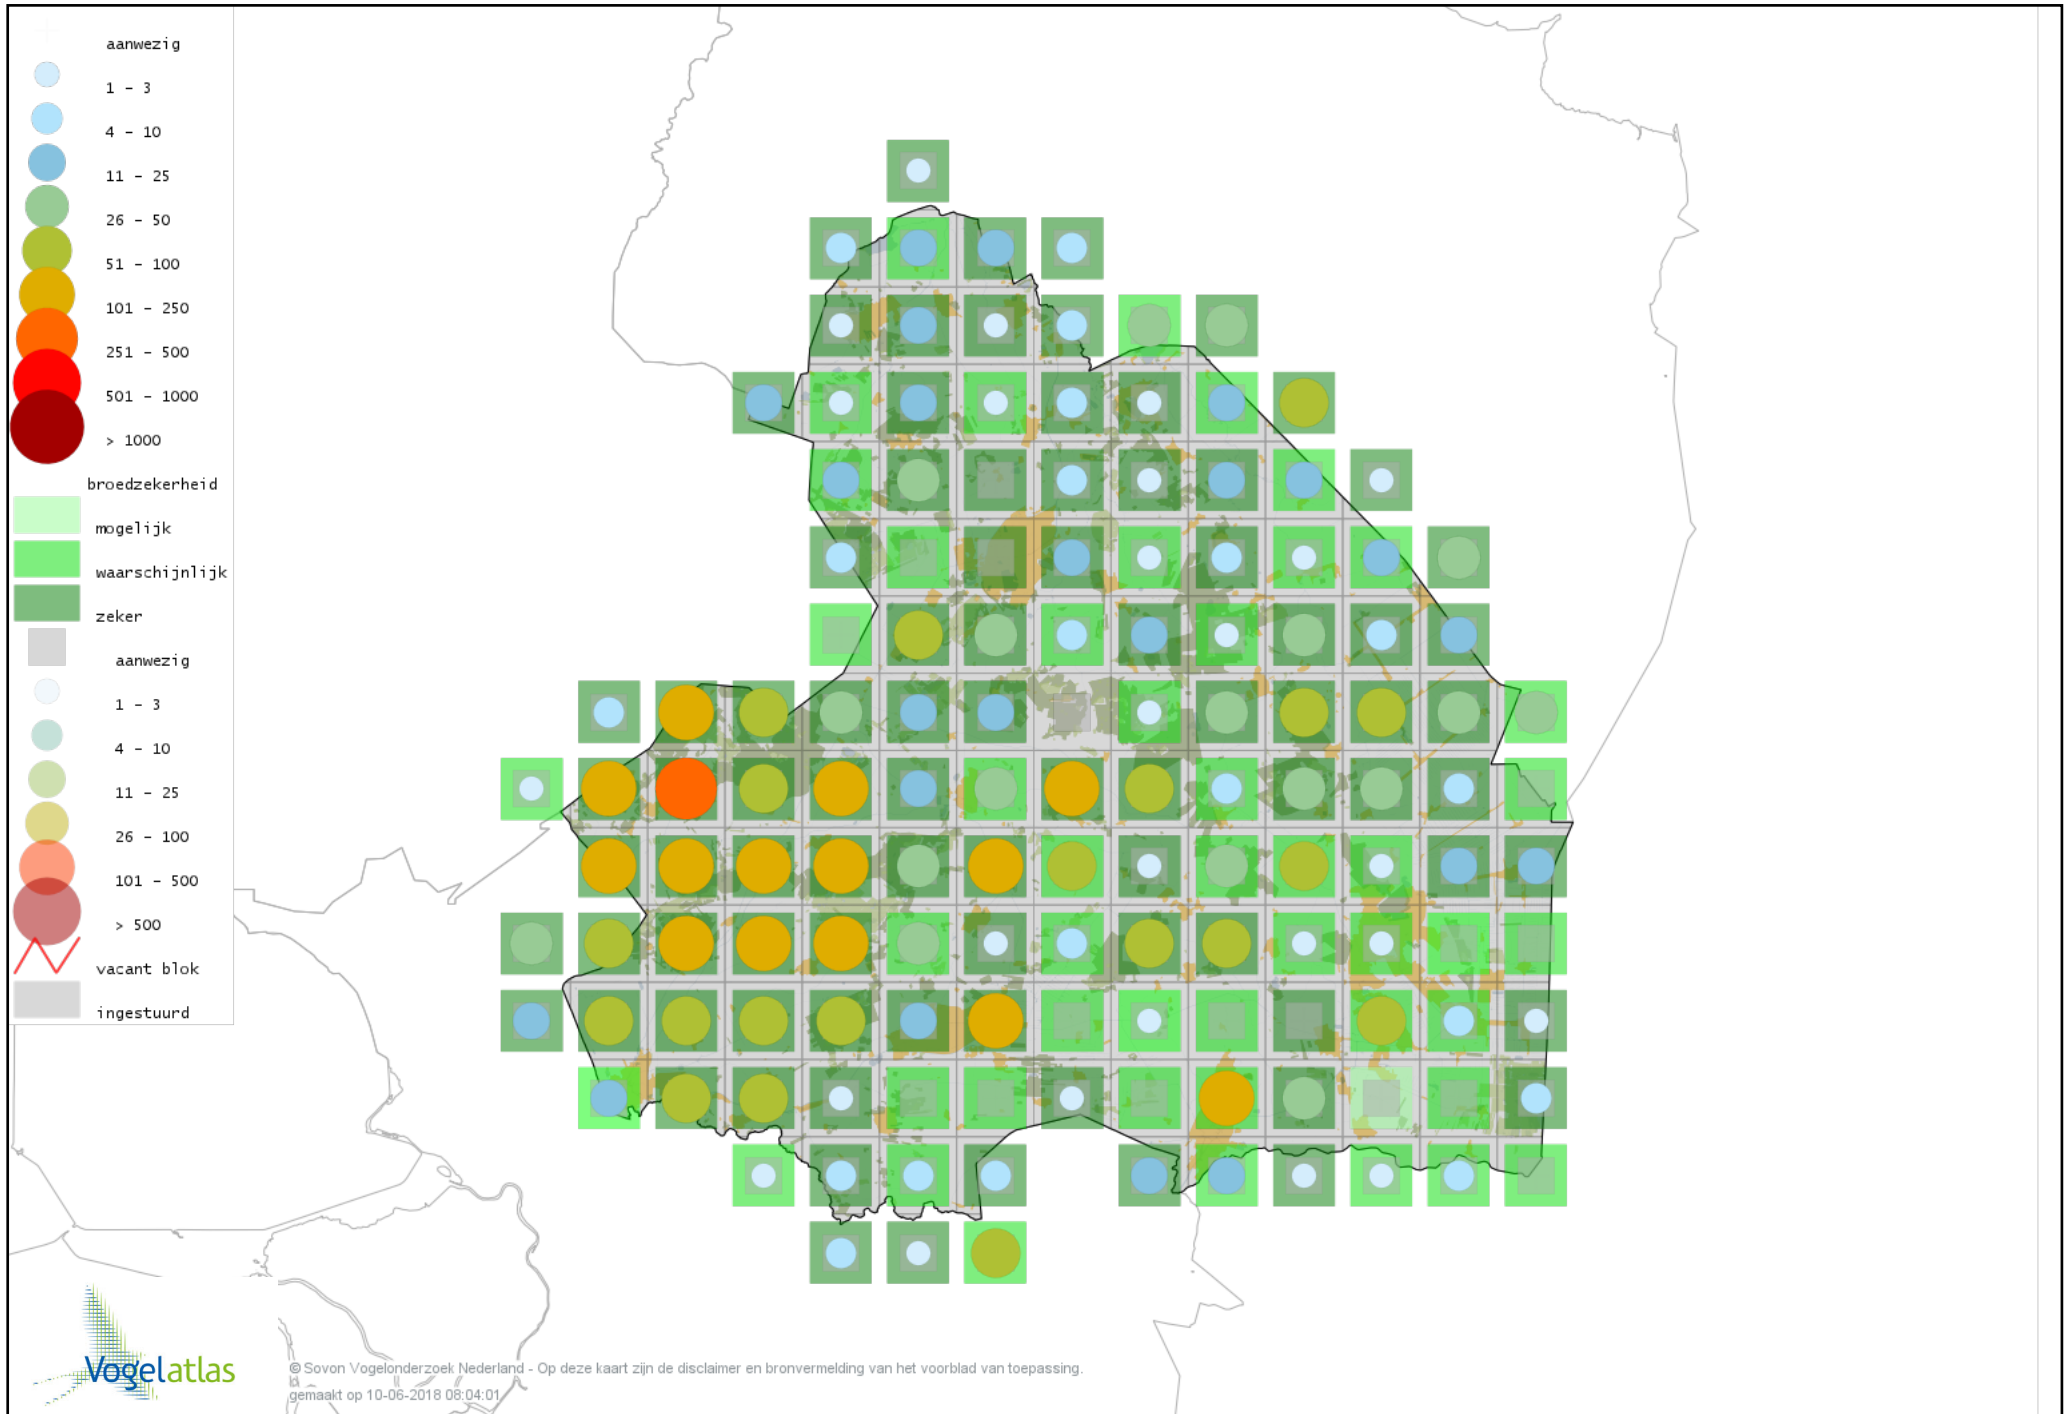 aanwezig
1 - 3
4 - 10
11 - 25
26 - 50
51 - 100
101 - 250
251 - 500
501 - 1000
> 1000
broedzekerheid
mogelijk
waarschijnlijk
zeker
aanwezig
1 - 3
4 - 10
11 - 25
26 - 100
101 - 500
> 500
vacant blok
ingestuurd
Vogelatlas
© Sovon Vogelonderzoek Nederland - Op deze kaart zijn de disclaimer en bronvermelding van het voorblad van toepassing.
gemaakt op 10-06-2018 08:04:01